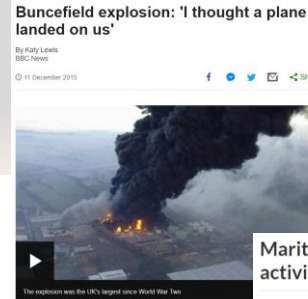 Buncefield explosion: 'I thought a plane
landed on us'
By Katy Lewis
BBC News
11 December 2015
Sh
The explosion was the UK's largest since World War Two
Marit
activi